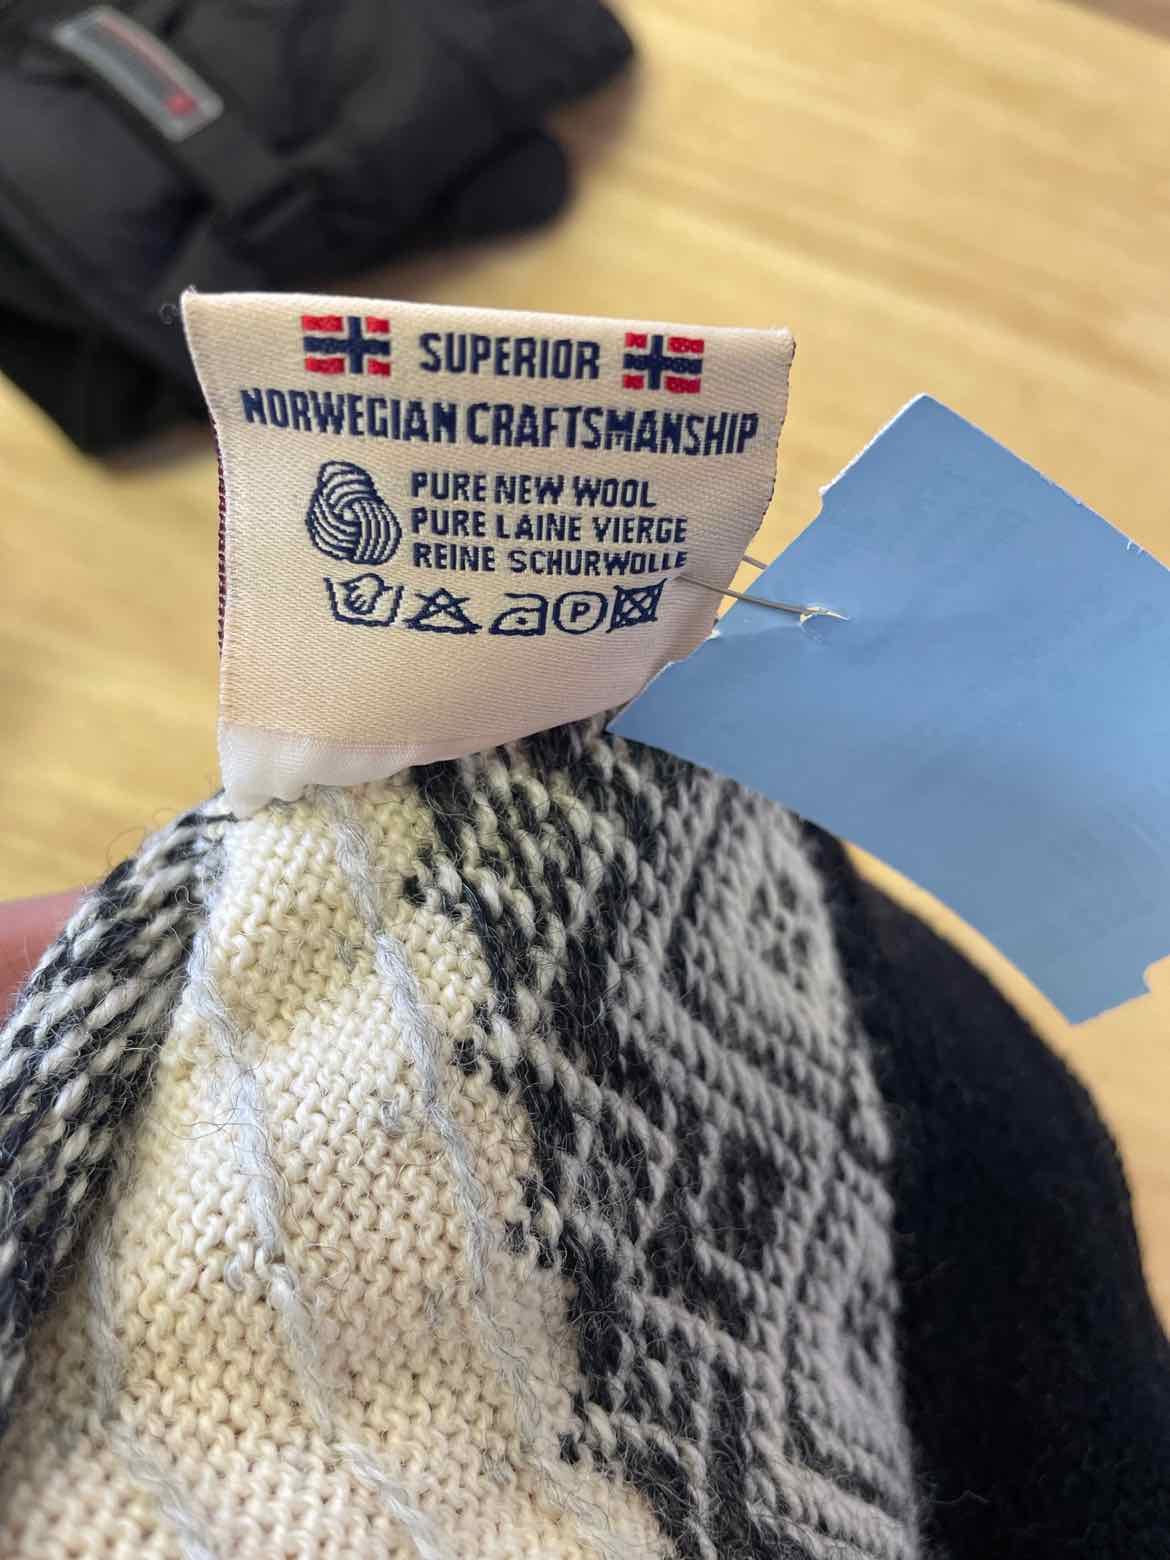 SUPERIOR
NORWEGIAN CRAFTSMANSHIP
PURE NEW WOOL
PURE LAINE VIERGE
REINE SCHURWOLLE
P